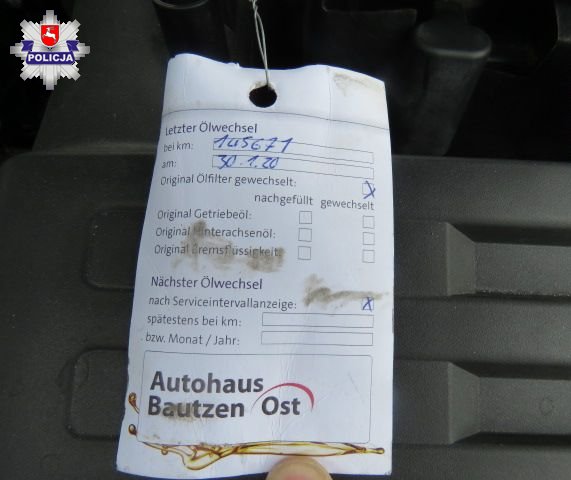 POLICJA
Letzter Ölwechsel
bei km: 145671
am: 30.1.20
Original Ölfilter gewechselt: X
nachgefüllt gewechselt
Original Getriebeöl:
Original Hinterachsenöl:
Original Bremsflüssigkeit:
Nächster Ölwechsel
nach Serviceintervallanzeige: X
spätestens bei km:
bzw. Monat / Jahr:
Autohaus
Bautzen Ost